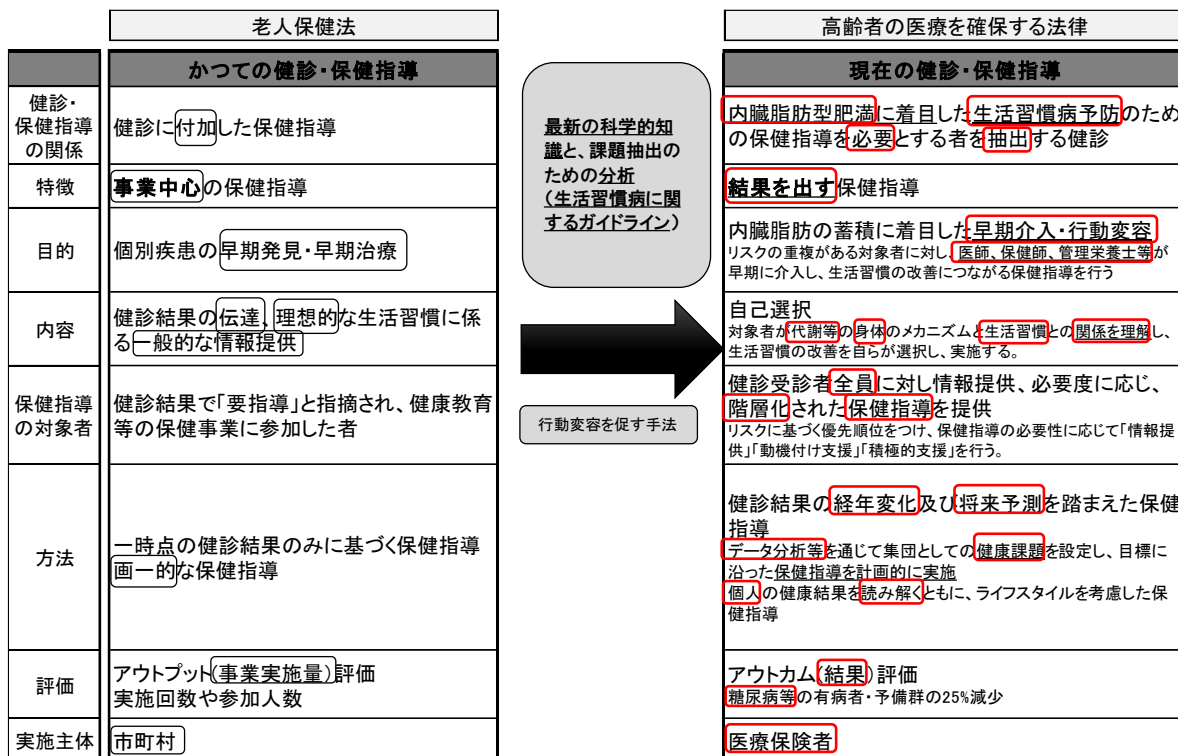 老人保健法
高齢者の医療を確保する法律
かつての健診・保健指導
現在の健診・保健指導
健診・
保健指導
の関係
健診に付加した保健指導
最新の科学的知
識と、課題抽出の
ための分析
（生活習慣病に関
するガイドライン）
内臓脂肪型肥満に着目した生活習慣病予防のため
の保健指導を必要とする者を抽出する健診
特徴
事業中心の保健指導
結果を出す保健指導
目的
個別疾患の早期発見・早期治療
内臓脂肪の蓄積に着目した早期介入・行動変容
リスクの重複がある対象者に対し、医師、保健師、管理栄養士等が
早期に介入し、生活習慣の改善につながる保健指導を行う
内容
健診結果の伝達、理想的な生活習慣に係
る一般的な情報提供
自己選択
対象者が代謝等の身体のメカニズムと生活習慣との関係を理解し、
生活習慣の改善を自らが選択し、実施する。
保健指導
の対象者
健診結果で「要指導」と指摘され、健康教育
等の保健事業に参加した者
行動変容を促す手法
健診受診者全員に対し情報提供、必要度に応じ、
階層化された保健指導を提供
リスクに基づく優先順位をつけ、保健指導の必要性に応じて「情報提
供」「動機付け支援」「積極的支援」を行う。
方法
一時点の健診結果のみに基づく保健指導
画一的な保健指導
健診結果の経年変化及び将来予測を踏まえた保健
指導
データ分析等を通じて集団としての健康課題を設定し、目標に
沿った保健指導を計画的に実施
個人の健康結果を読み解くともに、ライフスタイルを考慮した保
健指導
評価
アウトプット（事業実施量）評価
実施回数や参加人数
アウトカム（結果）評価
糖尿病等の有病者・予備群の25%減少
実施主体
市町村
医療保険者